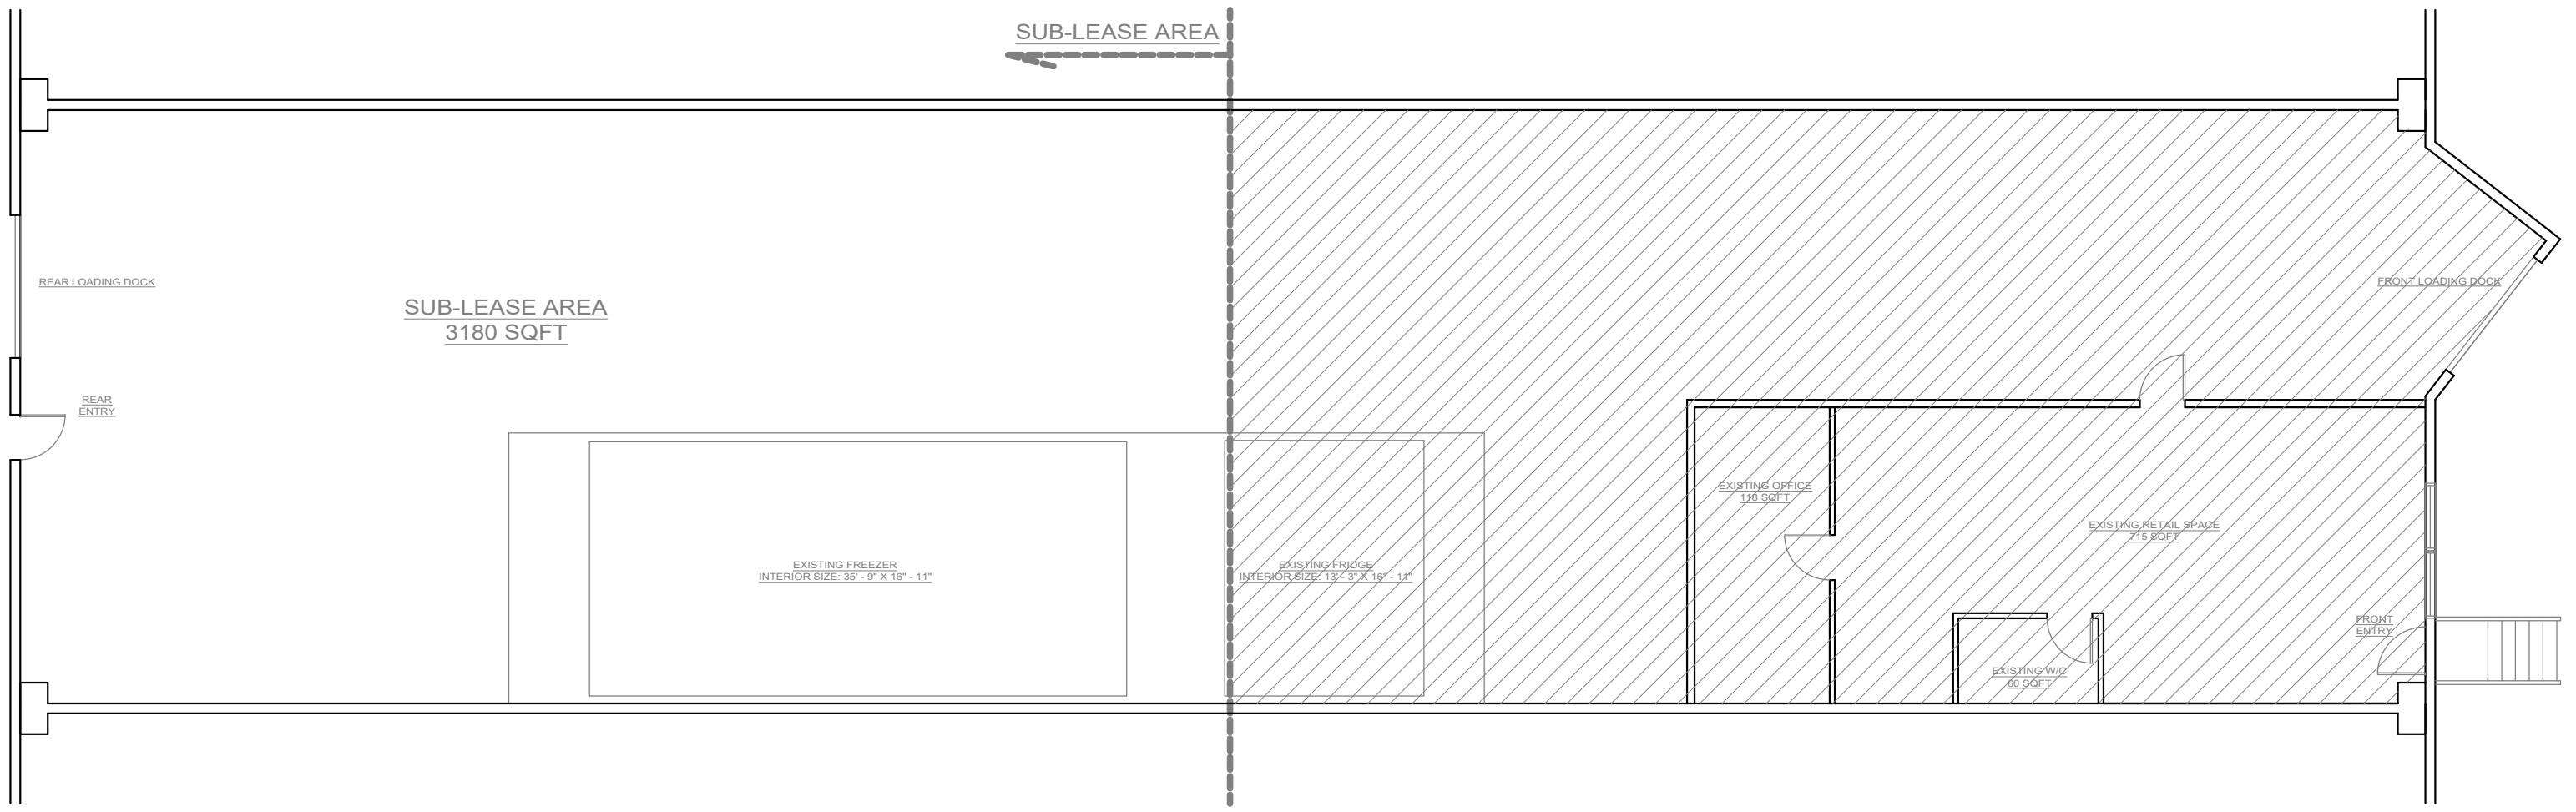 SUB-LEASE AREA
REAR LOADING DOCK
FRONT LOADING DOCK
SUB-LEASE AREA
3180 SQFT
REAR
ENTRY
EXISTING OFFICE
118 SQFT
EXISTING RETAIL SPACE
715 SQFT
EXISTING FREEZER
INTERIOR SIZE: 35' - 9" X 16" - 11"
EXISTING FRIDGE
INTERIOR SIZE: 13' - 3" X 16" - 11"
FRONT
ENTRY
EXISTING W/C
60 SQFT